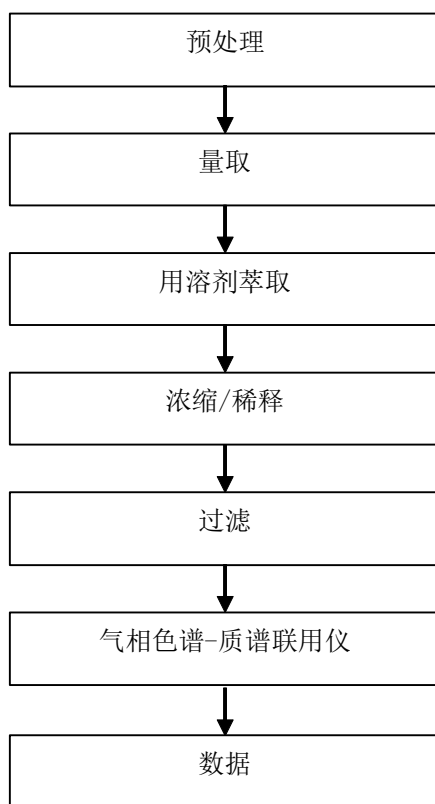 预处理
量取
用溶剂萃取
浓缩/稀释
过滤
气相色谱-质谱联用仪
数据